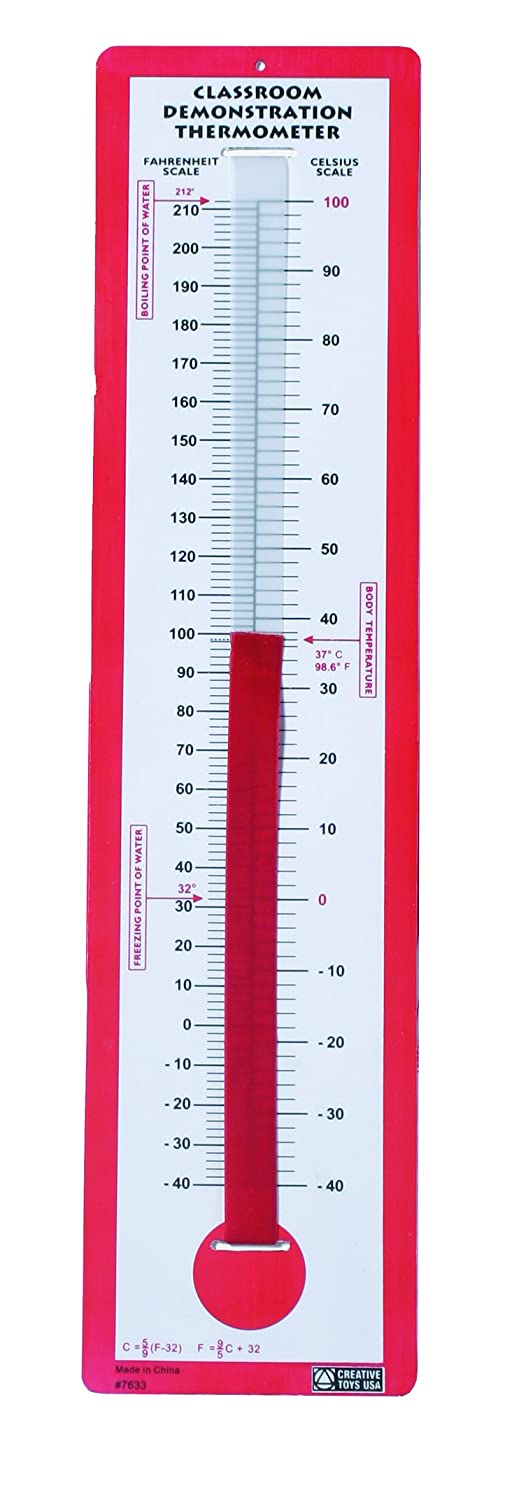 CLASSROOM
DEMONSTRATION
THERMOMETER
FAHRENHEIT
SCALE
CELSIUS
SCALE
BOILING POINT OF WATER
212°
210
200
190
180
170
160
150
140
130
120
110
100
90
80
70
60
50
40
32°
FREEZING POINT OF WATER
30
20
10
0
- 10
- 20
- 30
- 40
100
90
80
70
60
50
40
BODY TEMPERATURE
37° C
98.6° F
30
20
10
0
- 10
- 20
- 30
- 40
C = 5/9 (F-32) F = 9/5 C + 32
Made in China
#7633
CREATIVE
TOYS USA